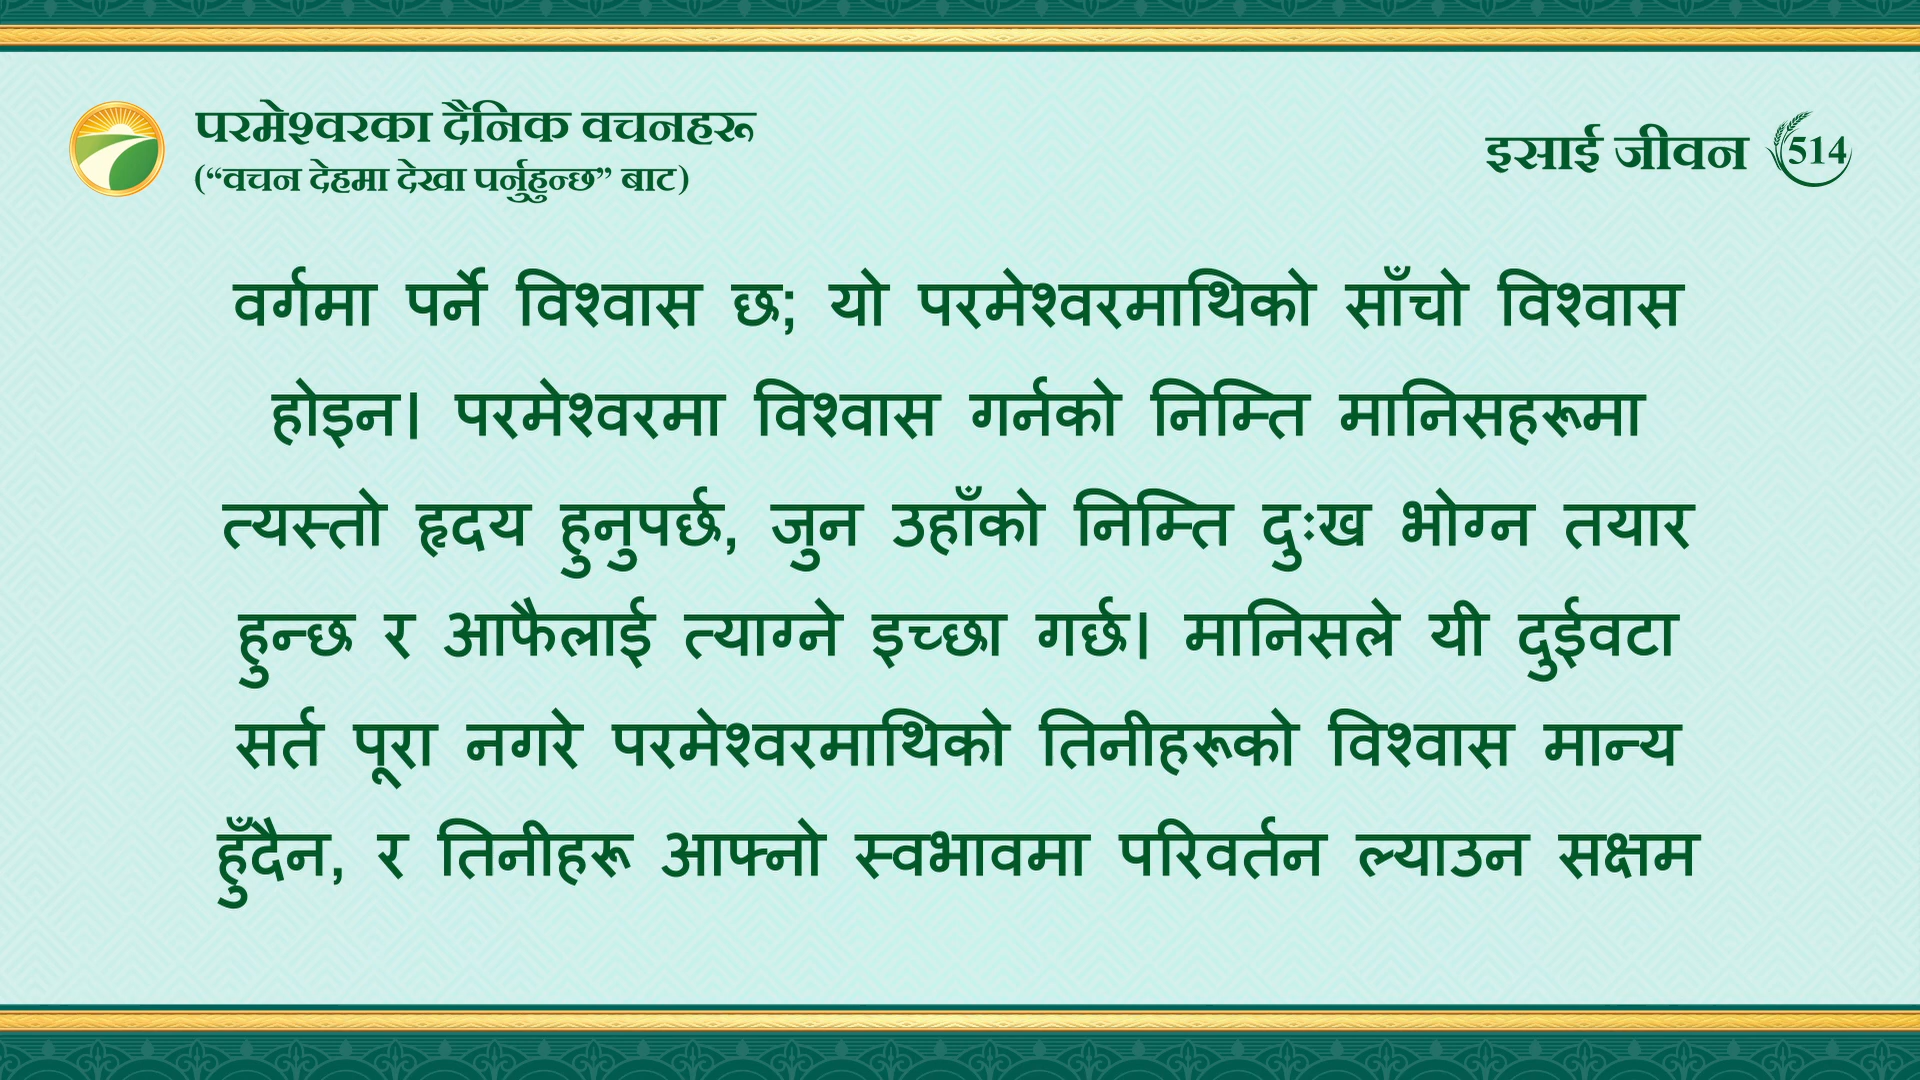 परमेश्वरका दैनिक वचनहरू
(“वचन देहमा देखा पर्नुहुन्छ” बाट)
इसाई जीवन 514
वर्गमा पर्ने विश्वास छ; यो परमेश्वरमाथिको साँचो विश्वास
होइन। परमेश्वरमा विश्वास गर्नको निम्ति मानिसहरूमा
त्यस्तो हृदय हुनुपर्छ, जुन उहाँको निम्ति दुःख भोग्न तयार
हुन्छ र आफैलाई त्याग्ने इच्छा गर्छ। मानिसले यी दुईवटा
सर्त पूरा नगरे परमेश्वरमाथिको तिनीहरूको विश्वास मान्य
हुँदैन, र तिनीहरू आफ्नो स्वभावमा परिवर्तन ल्याउन सक्षम